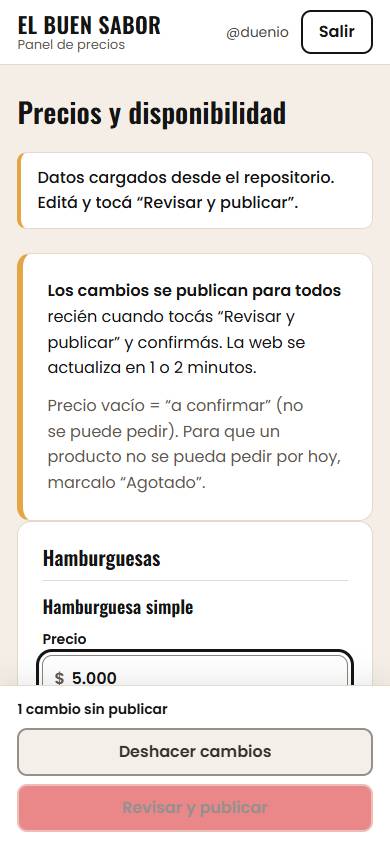 EL BUEN SABOR
Panel de precios
@duenio
Salir
Precios y disponibilidad
Datos cargados desde el repositorio.
Editá y tocá “Revisar y publicar”.
Los cambios se publican para todos
recién cuando tocás “Revisar y
publicar” y confirmás. La web se
actualiza en 1 o 2 minutos.
Precio vacío = “a confirmar” (no
se puede pedir). Para que un
producto no se pueda pedir por hoy,
marcalo “Agotado”.
Hamburguesas
Hamburguesa simple
Precio
$ 5.000
1 cambio sin publicar
Deshacer cambios
Revisar y publicar